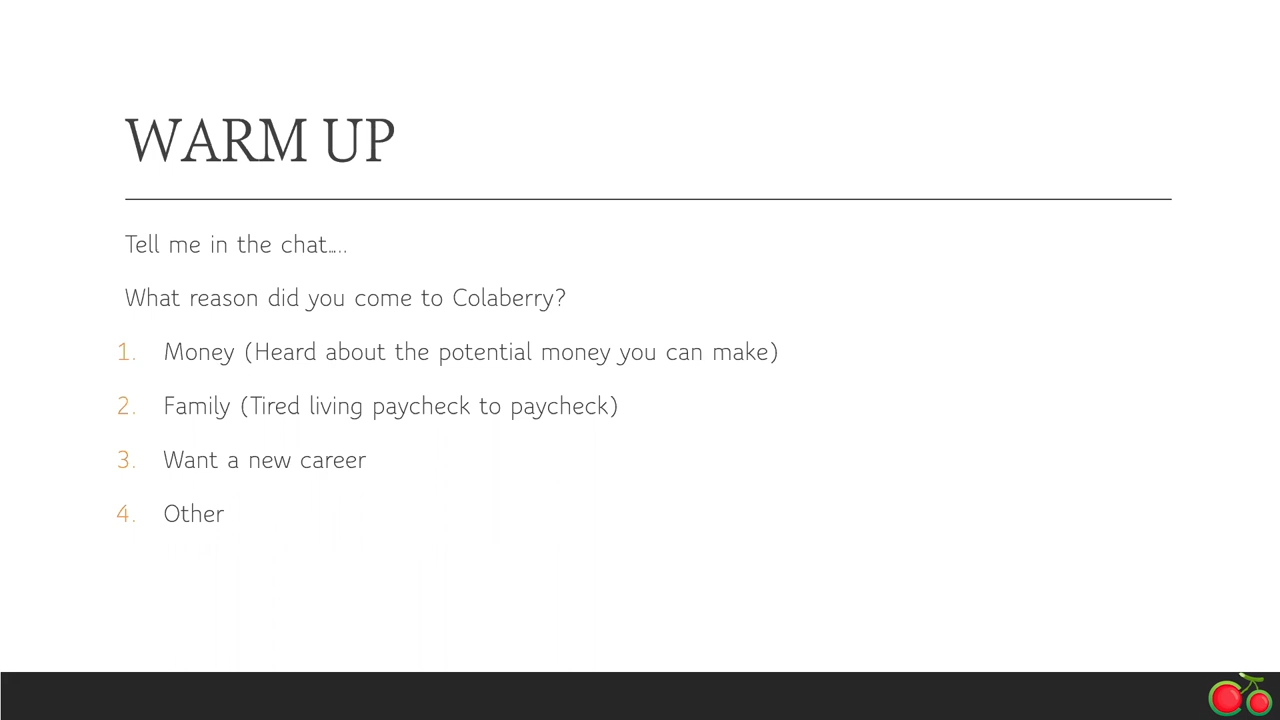 WARM UP
Tell me in the chat.....
What reason did you come to Colaberry?
1. Money (Heard about the potential money you can make)
2. Family (Tired living paycheck to paycheck)
3. Want a new career
4. Other